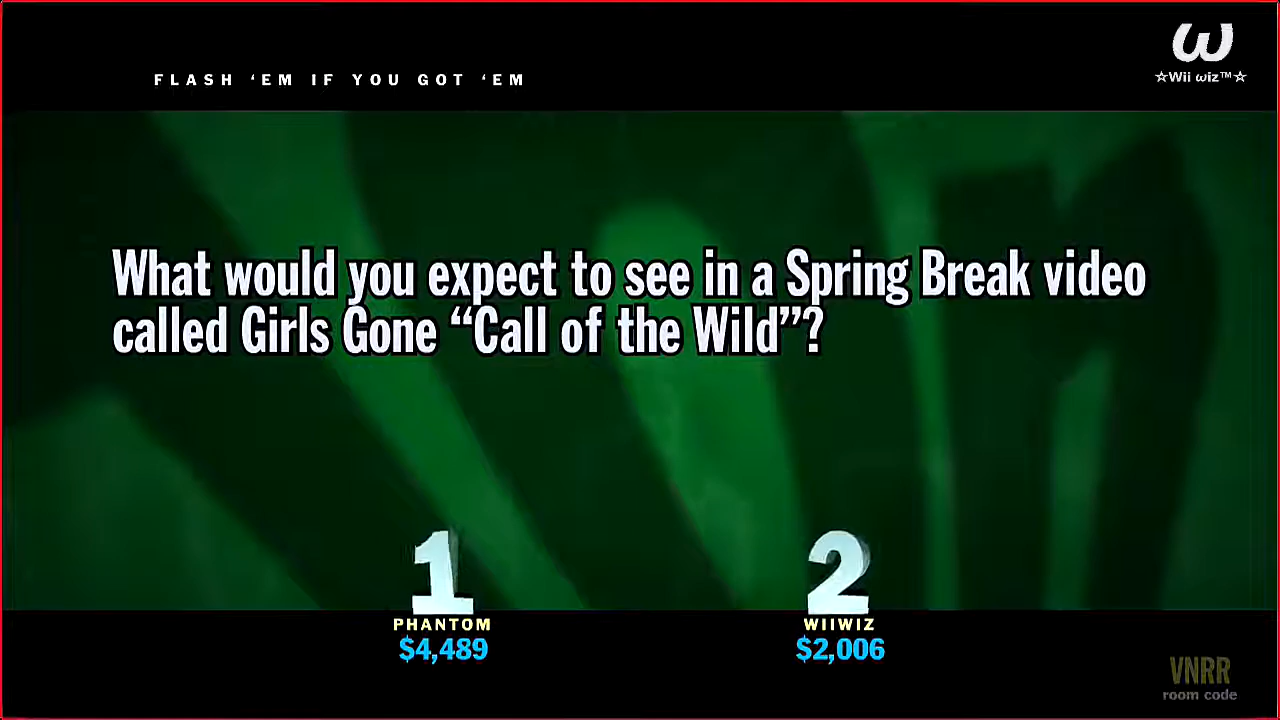 FLASH ‘EM IF YOU GOT ‘EM
ω
☆Wii ωiz™☆
What would you expect to see in a Spring Break video
called Girls Gone “Call of the Wild”?
1
2
PHANTOM
WIIWIZ
$4,489
$2,006
VNRR
room code